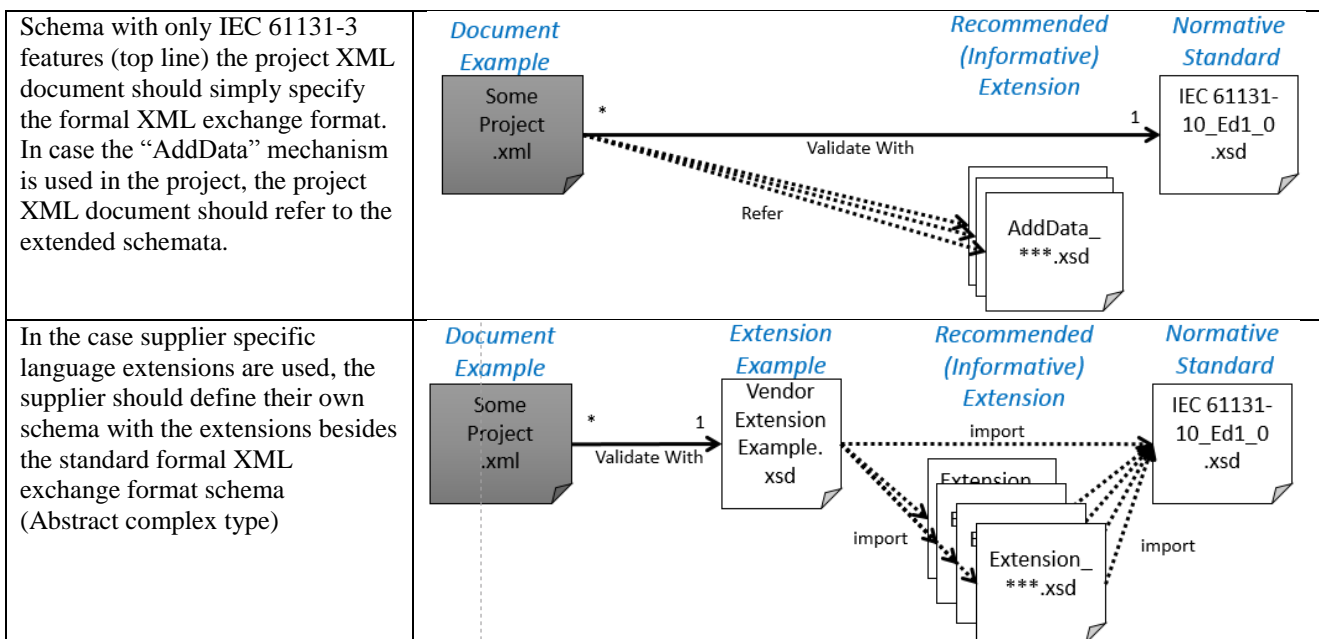 Schema with only IEC 61131-3
features (top line) the project XML
document should simply specify
the formal XML exchange format.
In case the “AddData” mechanism
is used in the project, the project
XML document should refer to the
extended schemata.
Document
Example
Recommended
(Informative)
Extension
Normative
Standard
Some
Project
.xml
*
1
Validate With
IEC 61131-
10_Ed1_0
.xsd
Refer
AddData_
***.xsd
In the case supplier specific
language extensions are used, the
supplier should define their own
schema with the extensions besides
the standard formal XML
exchange format schema
(Abstract complex type)
Document
Example
Extension
Example
Recommended
(Informative)
Extension
Normative
Standard
Some
Project
.xml
*
1
Validate With
Vendor
Extension
Example.
xsd
import
IEC 61131-
10_Ed1_0
.xsd
Extension
import
Extension_
***.xsd
import